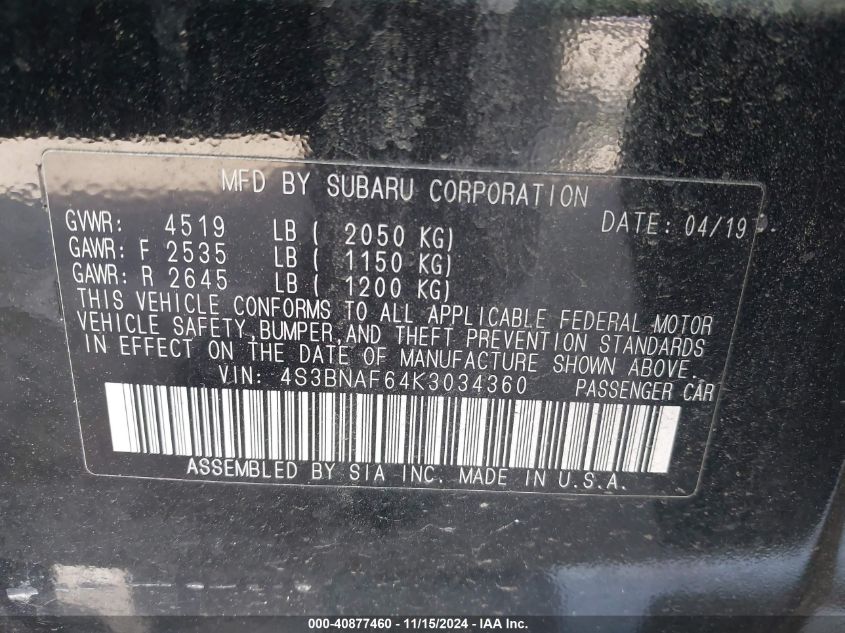 MFD BY SUBARU CORPORATION
GVWR: 4519 LB ( 2050 KG) DATE: 04/19
GAWR: F 2535 LB ( 1150 KG)
GAWR: R 2645 LB ( 1200 KG)
THIS VEHICLE CONFORMS TO ALL APPLICABLE FEDERAL MOTOR
VEHICLE SAFETY,BUMPER,AND THEFT PREVENTION STANDARDS
IN EFFECT ON THE DATE OF MANUFACTURE SHOWN ABOVE.
VIN: 4S3BNAF64K3034360 PASSENGER CAR
ASSEMBLED BY SIA INC. MADE IN U.S.A.
000-40877460 - 11/15/2024 - IAA Inc.